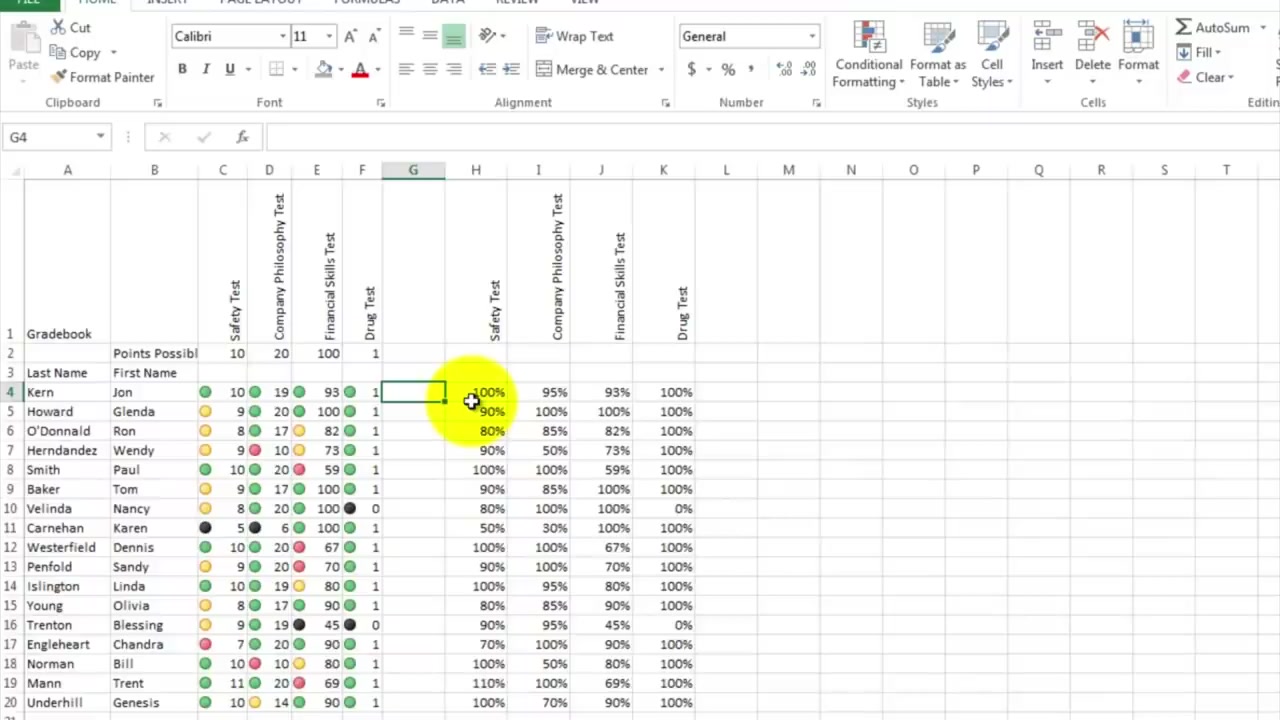 FILE HOME INSERT PAGE LAYOUT FORMULAS DATA REVIEW VIEW
Cut Calibri 11 Wrap Text General AutoSum
Paste Copy Conditional Format as Cell Insert Delete Format Fill
Format Painter B I U Merge & Center $ % , Formatting Table Styles Clear
Clipboard Font Alignment Number Styles Cells
G4 fx
A B C D E F G H I J K L M N O P Q R S T
1 Gradebook Safety Test Company Philosophy Test Financial Skills Test Drug Test Safety Test Company Philosophy Test Financial Skills Test Drug Test
2 Points Possibl 10 20 100 1
3 Last Name First Name
4 Kern Jon 10 19 93 1 100% 95% 93% 100%
5 Howard Glenda 9 20 100 1 90% 100% 100% 100%
6 O'Donnald Ron 8 17 82 1 80% 85% 82% 100%
7 Herndandez Wendy 9 10 73 1 90% 50% 73% 100%
8 Smith Paul 10 20 59 1 100% 100% 59% 100%
9 Baker Tom 9 17 100 1 90% 85% 100% 100%
10 Velinda Nancy 8 20 100 0 80% 100% 100% 0%
11 Carnehan Karen 5 6 100 1 50% 30% 100% 100%
12 Westerfield Dennis 10 20 67 1 100% 100% 67% 100%
13 Penfold Sandy 9 20 70 1 90% 100% 70% 100%
14 Islington Linda 10 19 80 1 100% 95% 80% 100%
15 Young Olivia 8 17 90 1 80% 85% 90% 100%
16 Trenton Blessing 9 19 45 0 90% 95% 45% 0%
17 Engleheart Chandra 7 20 90 1 70% 100% 90% 100%
18 Norman Bill 10 10 80 1 100% 50% 80% 100%
19 Mann Trent 11 20 69 1 110% 100% 69% 100%
20 Underhill Genesis 10 14 90 1 100% 70% 90% 100%